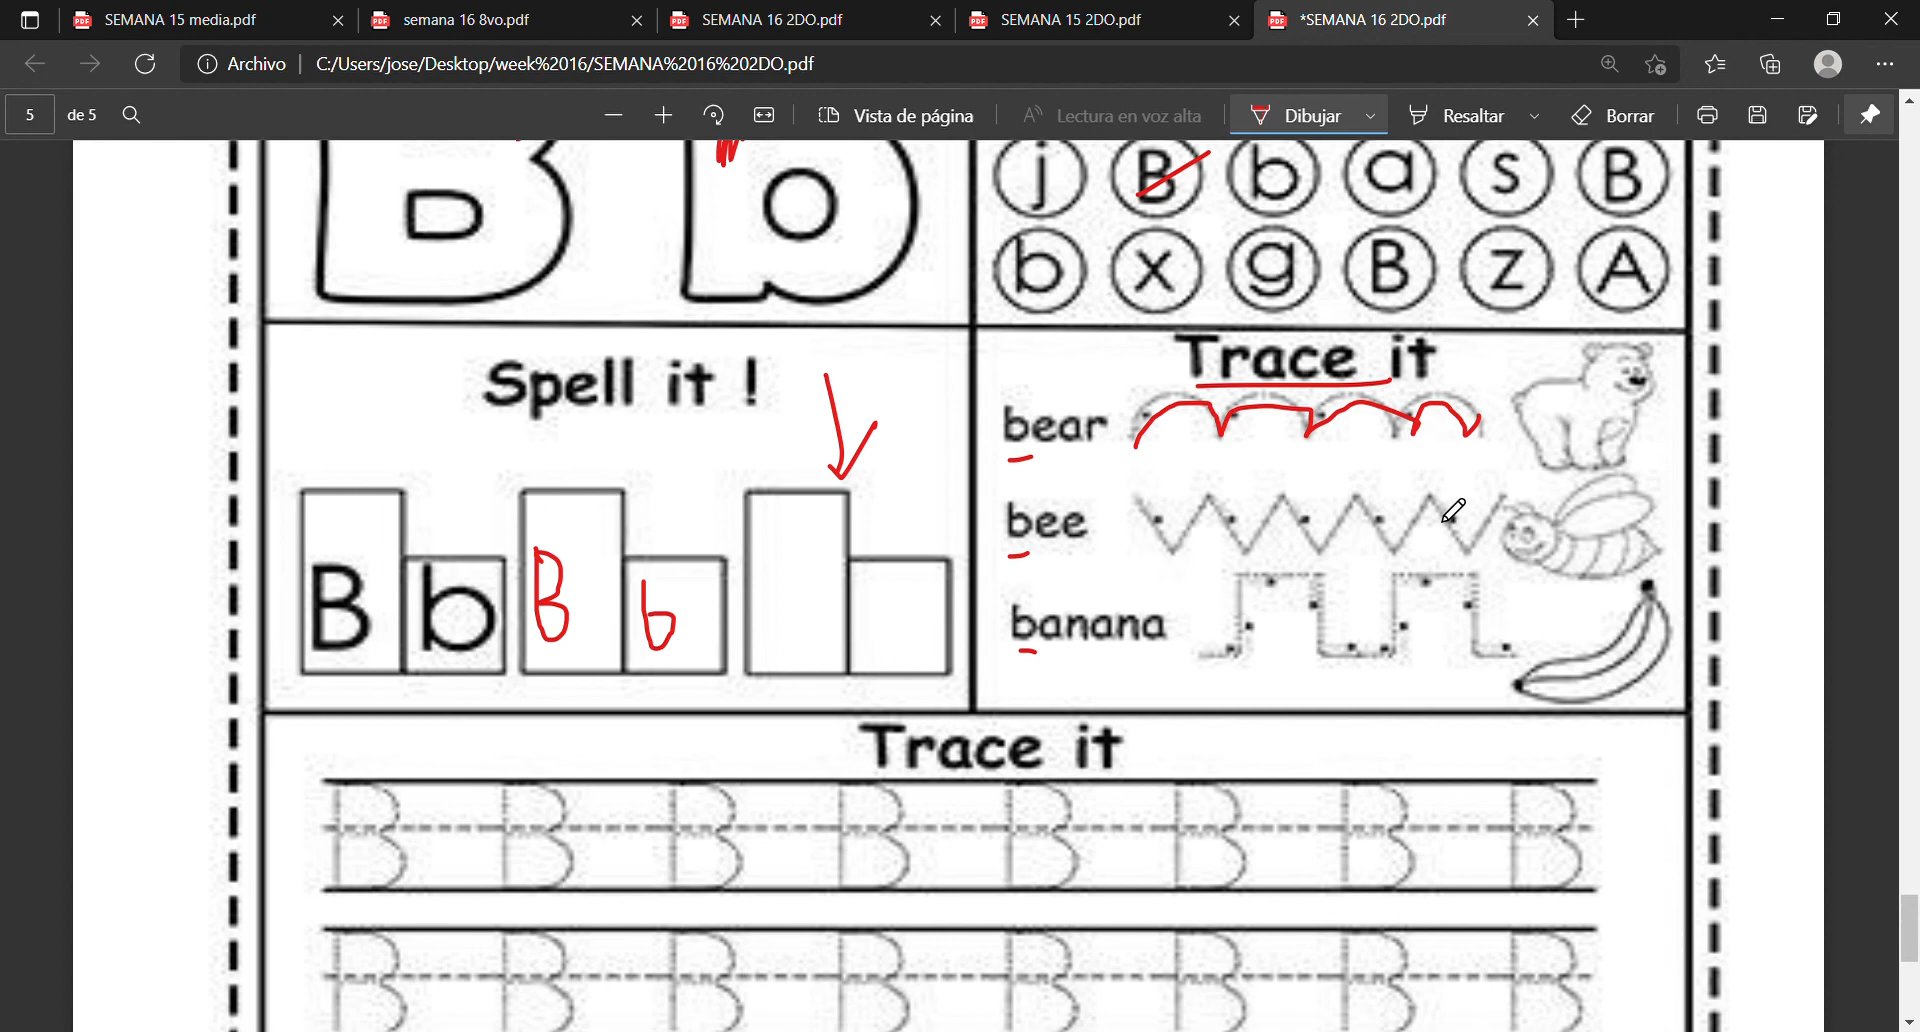 SEMANA 15 media.pdf
semana 16 8vo.pdf
SEMANA 16 2DO.pdf
SEMANA 15 2DO.pdf
*SEMANA 16 2DO.pdf
Archivo
C:/Users/jose/Desktop/week%2016/SEMANA%2016%202DO.pdf
5
de 5
Vista de página
Lectura en voz alta
Dibujar
Resaltar
Borrar
B b
j B b a s B
b x g B z A
Spell it !
B b B b
Trace it
bear
bee
banana
Trace it
B B B B B B B B
B B B B B B B B